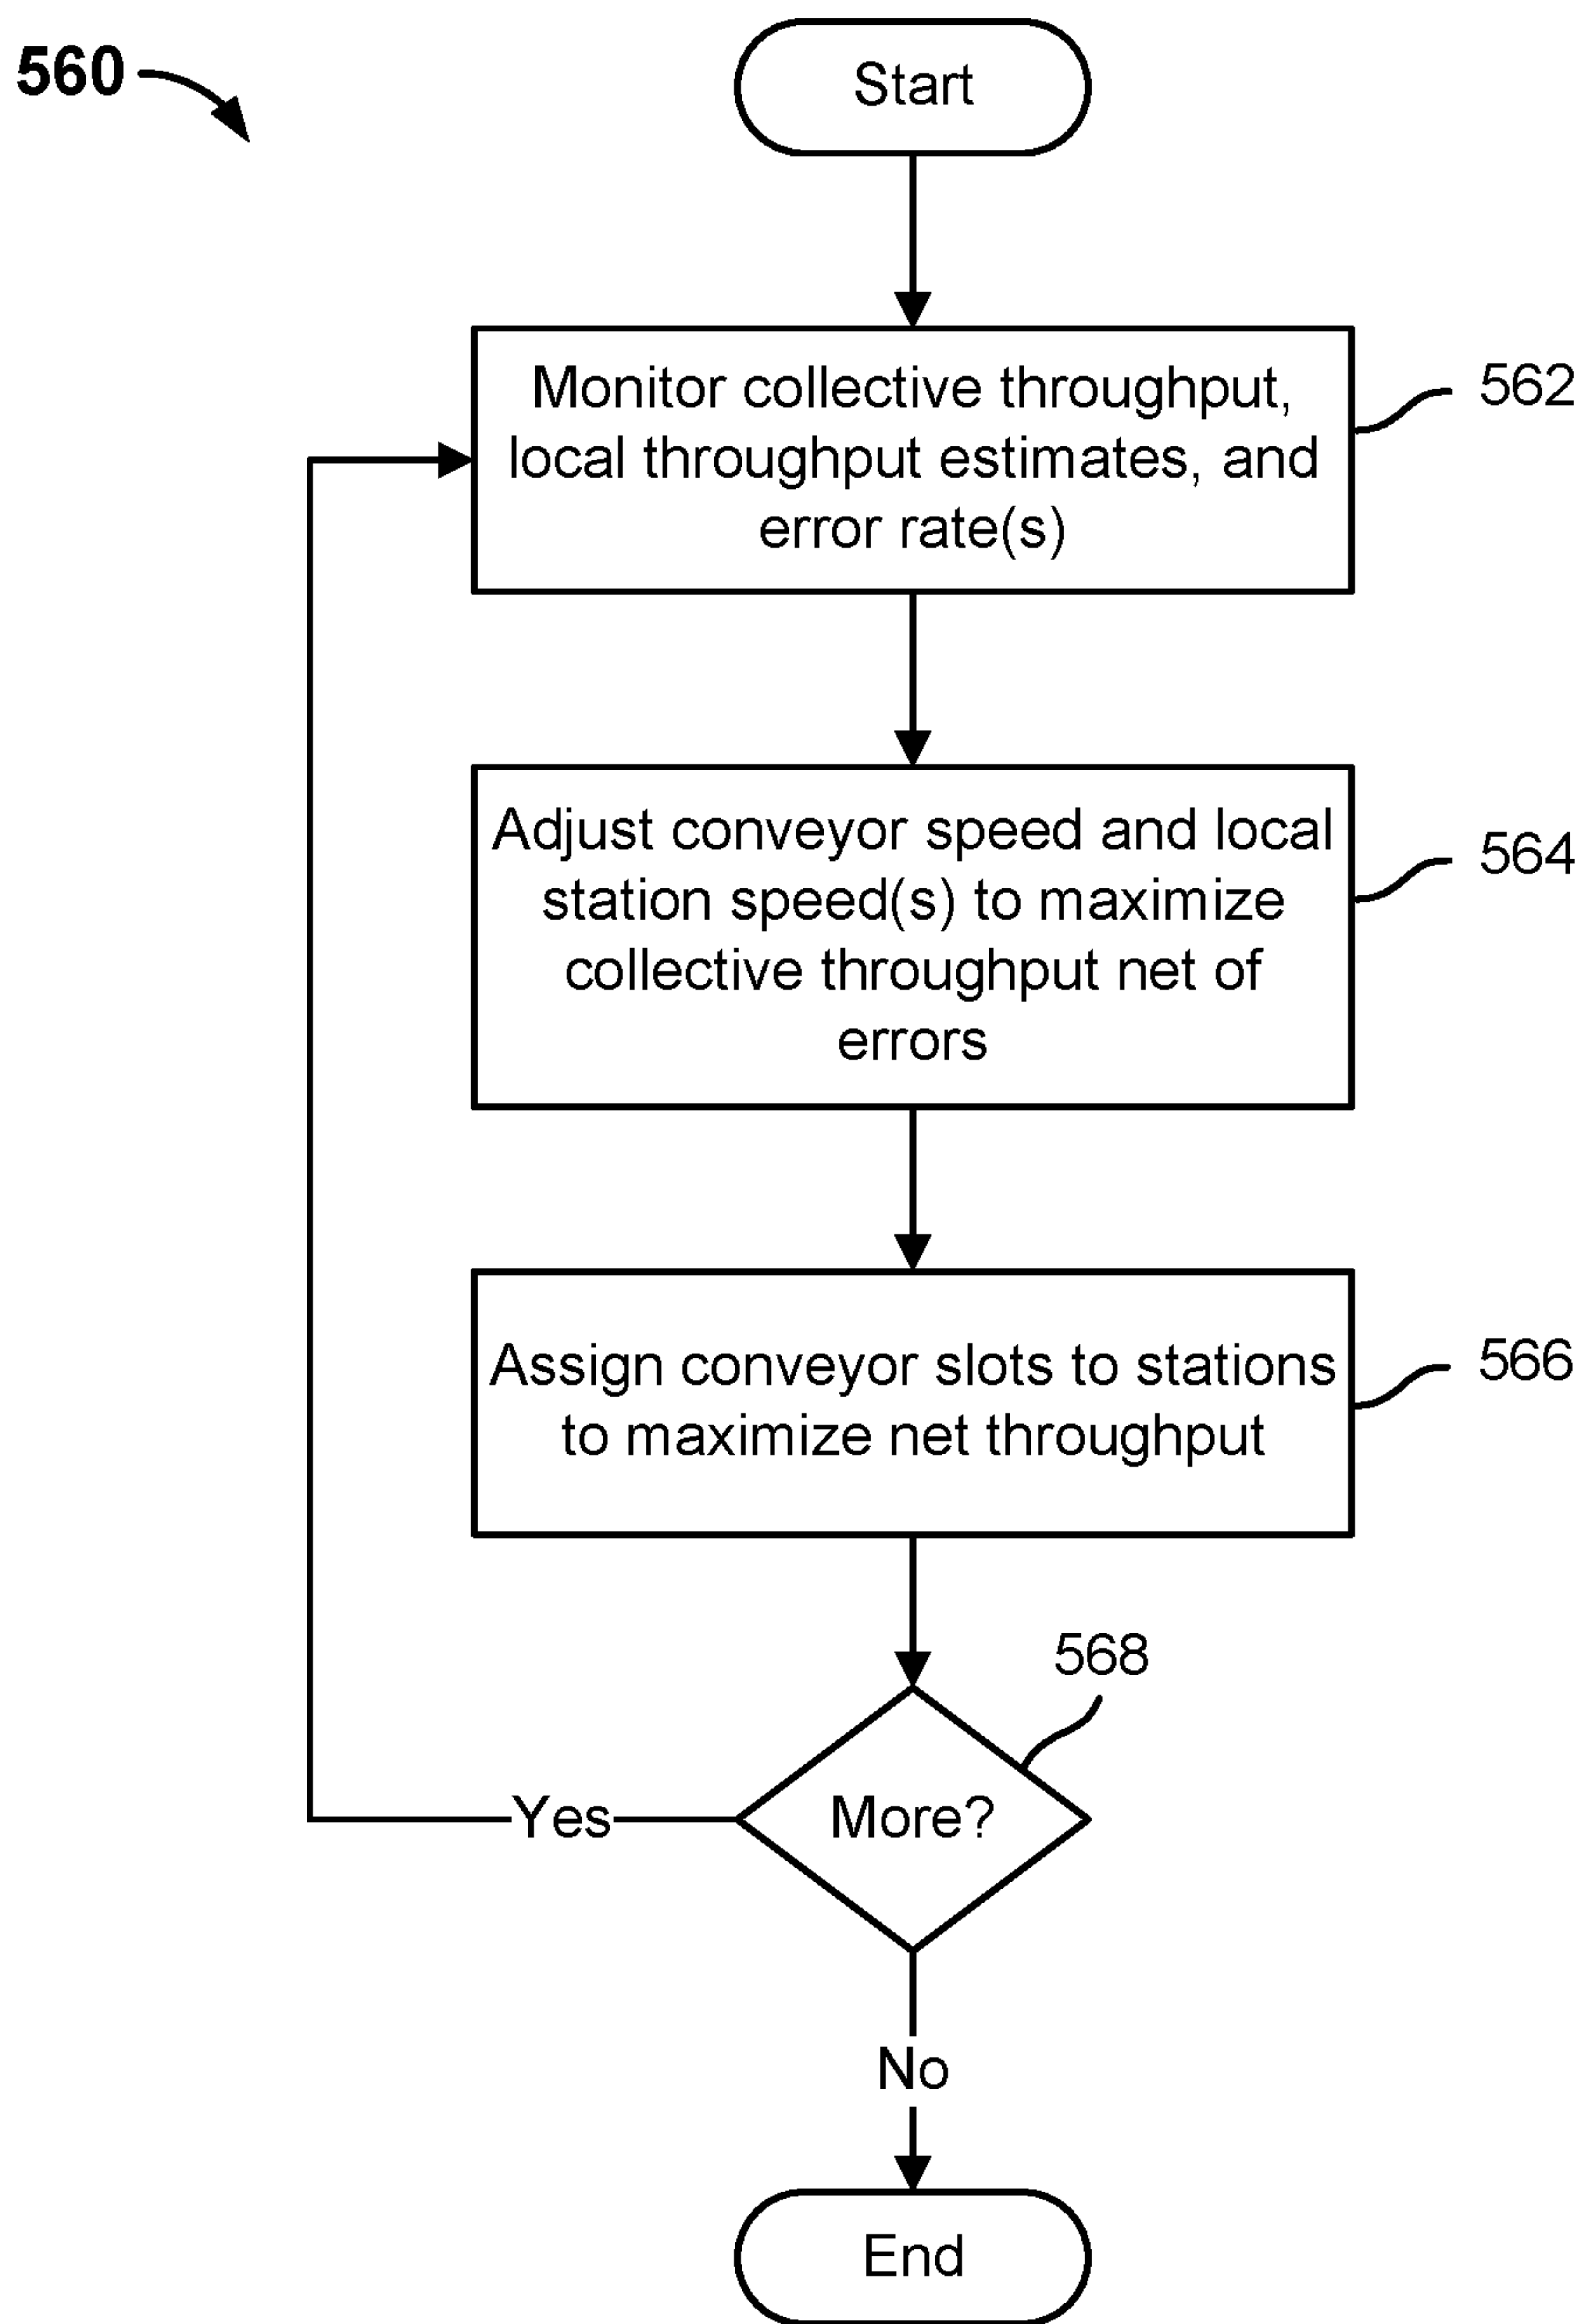 560
Start
Monitor collective throughput,
local throughput estimates, and
error rate(s)
562
Adjust conveyor speed and local
station speed(s) to maximize
collective throughput net of
errors
564
Assign conveyor slots to stations
to maximize net throughput
566
568
More?
Yes
No
End